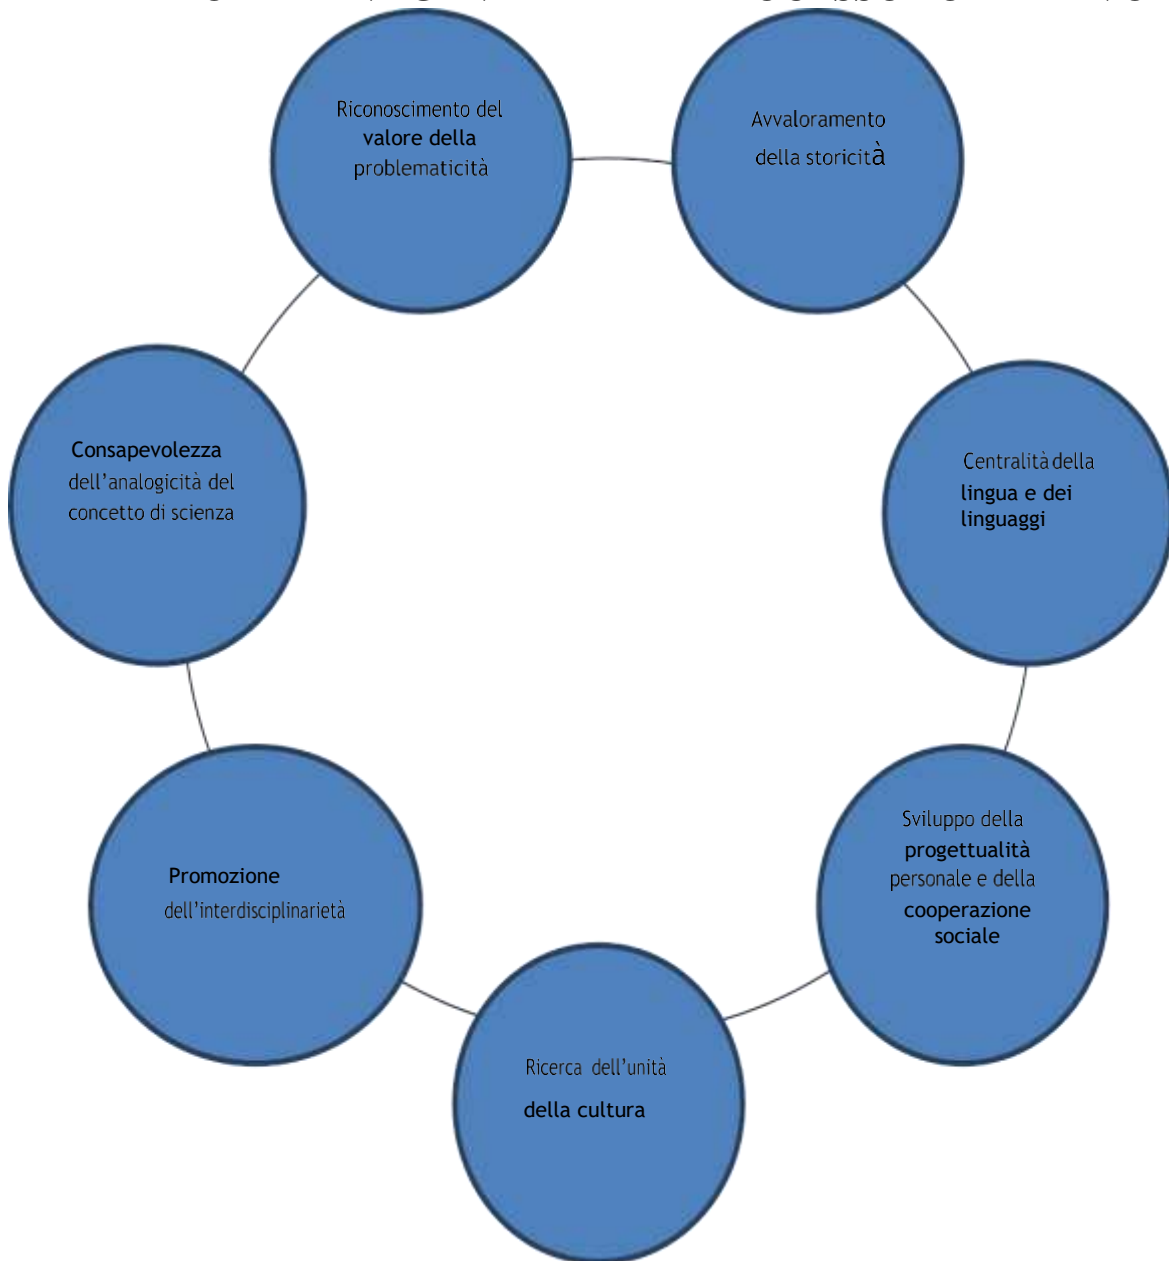 Riconoscimento del
valore della
problematicità
Avvaloramento
della storicità
Consapevolezza
dell’analogicità del
concetto di scienza
Centralità della
lingua e dei
linguaggi
Promozione
dell’interdisciplinarietà
Sviluppo della
progettualità
personale e della
cooperazione
sociale
Ricerca dell’unità
della cultura